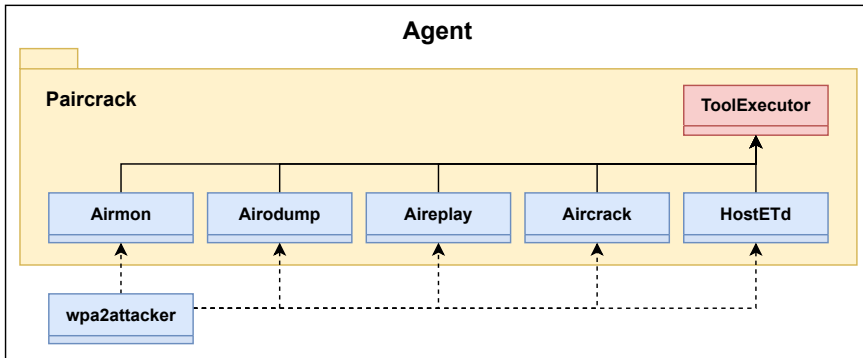 Agent
Paircrack
ToolExecutor
Airmon
Airodump
Aireplay
Aircrack
HostETd
wpa2attacker